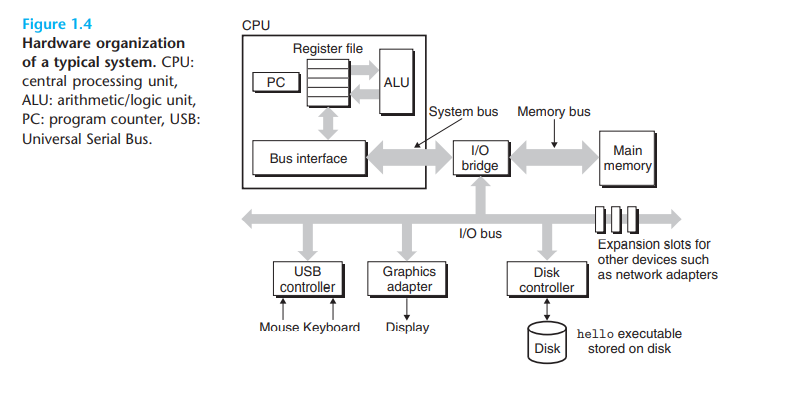 Figure 1.4
Hardware organization
of a typical system. CPU:
central processing unit,
ALU: arithmetic/logic unit,
PC: program counter, USB:
Universal Serial Bus.
CPU
Register file
PC
ALU
System bus
Memory bus
Bus interface
I/O
bridge
Main
memory
I/O bus
Expansion slots for
other devices such
as network adapters
USB
controller
Graphics
adapter
Disk
controller
Mouse Keyboard
Display
Disk
hello executable
stored on disk